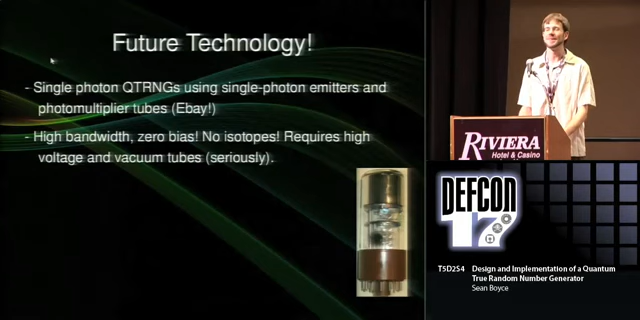 Future Technology!
- Single photon QTRNGs using single-photon emitters and
photomultiplier tubes (Ebay!)
- High bandwidth, zero bias! No isotopes! Requires high
voltage and vacuum tubes (seriously).
RIVIERA
Hotel & Casino
DEFCON
17
T5D2S4 Design and Implementation of a Quantum
True Random Number Generator
Sean Boyce